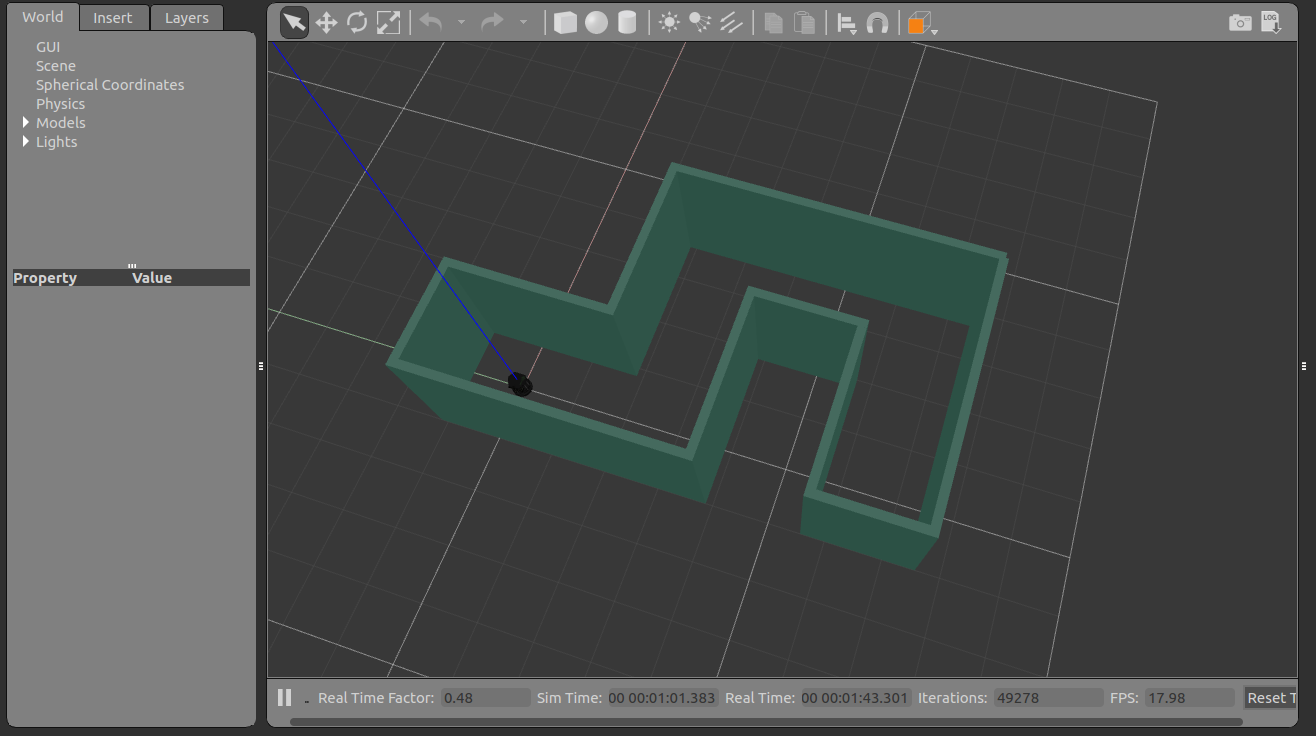 World Insert Layers
GUI
Scene
Spherical Coordinates
Physics
Models
Lights
Property Value
LOG
Real Time Factor: 0.48 Sim Time: 00 00:01:01.383 Real Time: 00 00:01:43.301 Iterations: 49278 FPS: 17.98 Reset T